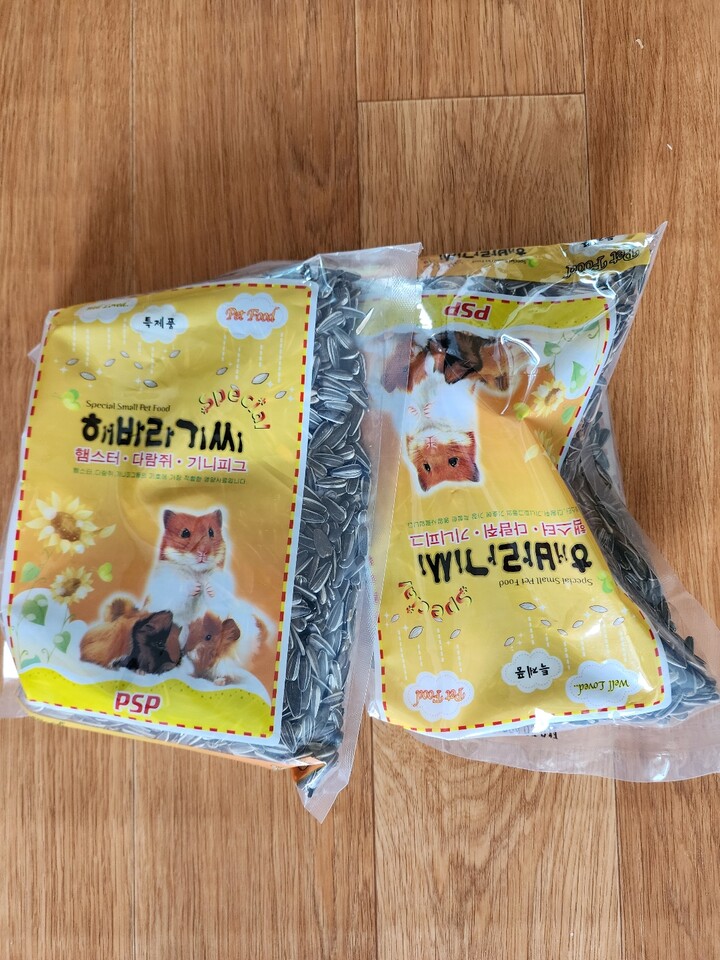 특제품
Pet Food
Special
Special Small Pet Food
해바라기씨
햄스터·다람쥐·기니피그
PSP
Pet Food
PSP
햄스터·다람쥐·기니피그
해바라기씨
Special Small Pet Food
Special
특제품
Well Loved...
Pet Food